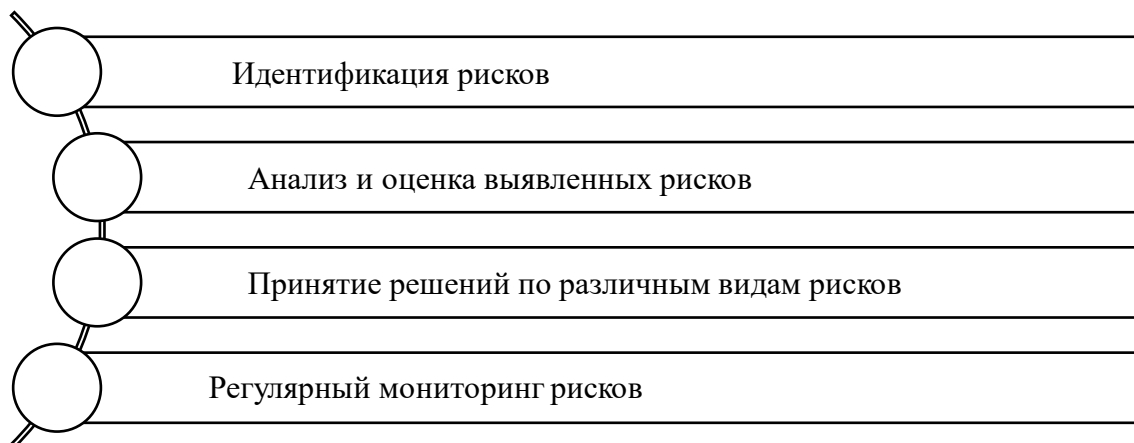 Идентификация рисков
Анализ и оценка выявленных рисков
Принятие решений по различным видам рисков
Регулярный мониторинг рисков